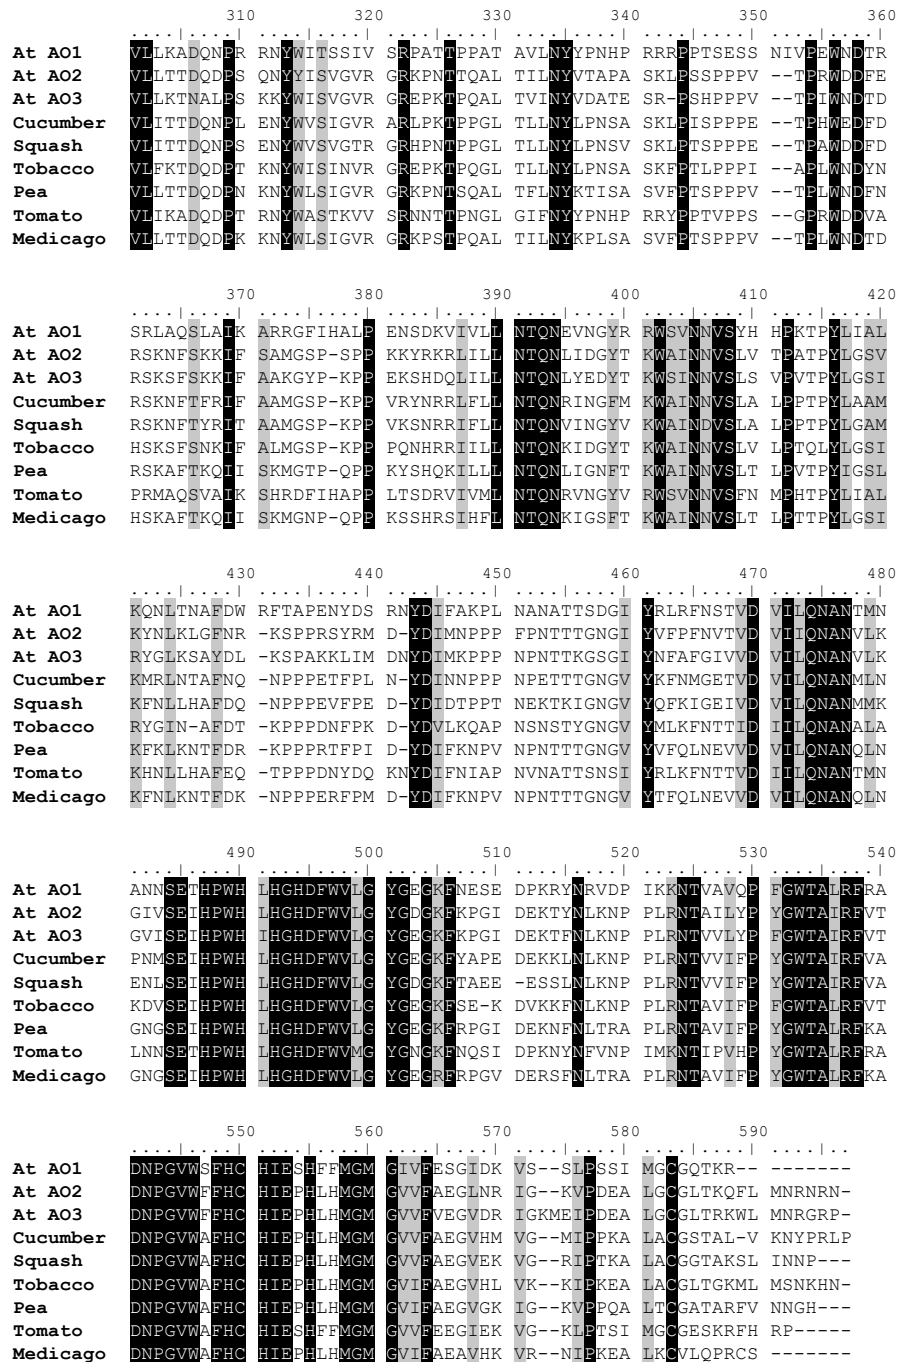 310 320 330 340 350 360
....|....| ....|....| ....|....| ....|....| ....|....| ....|....|
At AO1 VLLKADQNPR RNYWITSSIV SRPATTPPAT AVLNYYPNHP RRRPPTSESS NIVPEWNDTR
At AO2 VLLTTDQDPS QNYYISVGVR GRKPNTTQAL TILNYVTAPA SKLPSSPPPV --TPRWDDFE
At AO3 VLLKTNALPS KKYWISVGVR GREPKTPQAL TVINYVDATE SR-PSHPPPV --TPIWNDTD
Cucumber VLITTDQNPL ENYWVSIGVR ARLPKTPPGL TLLNYLPNSA SKLPISPPPE --TPHWEDFD
Squash VLITTDQNPS ENYWVSVGTR GRHPNTPPGL TLLNYLPNSV SKLPTSPPPE --TPAWDDFD
Tobacco VLFKTDQDPT KNYWISINVR GREPKTPQGL TILNYLPNSA SKFPTLPPPI --APLWNDYN
Pea VLLTTDQDPN KNYWLSIGVR GRKPNTSQAL TFLNYKTISA SVFPTSPPPV --TPLWNDFN
Tomato VLIKADQDPT RNYWASTKVV SRNNTTPNGL GIFNYYPNHP RRYPPTVPPS --GPRWDDVA
Medicago VLLTTDQDPK KNYWLSIGVR GRKPSTPQAL TILNYKPLSA SVFPTSPPPV --TPLWNDTD
370 380 390 400 410 420
....|....| ....|....| ....|....| ....|....| ....|....| ....|....|
At AO1 SRLAQSLAIK ARRGFIHALP ENSDKVIVLL NTQNEVNGYR RWSVNNVSYH HPKTPYLIAL
At AO2 RSKNFSKKIF SAMGSP-SPP KKYRKRLILL NTQNLIDGYT KWAINNVSLV TPATPYLGSV
At AO3 RSKSFSKKIF AAKGYP-KPP EKSHDQLILL NTQNLYEDYT KWSINNVSLS VPVTPYLGSI
Cucumber RSKNFTFRIF AAMGSP-KPP VRYNRRLFLL NTQNRINGFM KWAINNVSLA LPPTPYLAAM
Squash RSKNFTYRIT AAMGSP-KPP VKSNRRIFLL NTQNVINGYV KWAINDVSLA LPPTPYLGAM
Tobacco HSKSFSNKIF ALMGSP-KPP PQNHRRIILL NTQNKIDGYT KWAINNVSLV LPTQLYLGSI
Pea RSKAFTKQII SKMGTP-QPP KYSHQKILLL NTQNLIGNFT KWAINNVSLT LPVTPYIGSL
Tomato PRMAQSVAIK SHRDFIHAPP LTSDRVIVML NTQNRVNGYV RWSVNNVSFN MPHTPYLIAL
Medicago HSKAFTKQII SKMGNP-QPP KSSHRSIHFL NTQNKIGSFT KWAINNVSLT LPTTPYLGSI
430 440 450 460 470 480
....|....| ....|....| ....|....| ....|....| ....|....| ....|....|
At AO1 KQNLTNAFDW RFTAPENYDS RNYDIFAKPL NANATTSDGI YRLRFNSTVD VILQNANTMN
At AO2 KYNLKLGFNR -KSPPRSYRM D-YDIMNPPP FPNTTTGNGI YVFPFNVTVD VIIQNANVLK
At AO3 RYGLKSAYDL -KSPAKKLIM DNYDIMKPPP NPNTTKGSGI YNFAFGIVVD VILQNANVLK
Cucumber KMRLNTAFNQ -NPPPETFPL N-YDINNPPP NPETTTGNGV YKFNMGETVD VILQNANMLN
Squash KFNLLHAFDQ -NPPPEVFPE D-YDIDTPPT NEKTKIGNGV YQFKIGEIVD VILQNANMMK
Tobacco RYGIN-AFDT -KPPPDNFPK D-YDVLKQAP NSNSTYGNGV YMLKFNTTID IILQNANALA
Pea KFKLKNTFDR -KPPPRTFPI D-YDIFKNPV NPNTTTGNGV YVFQLNEVVD VILQNANQLN
Tomato KHNLLHAFEQ -TPPPDNYDQ KNYDIFNIAP NVNATTSNSI YRLKFNTTVD IILQNANTMN
Medicago KFNLKNTFDK -NPPPERFPM D-YDIFKNPV NPNTTTGNGV YTFQLNEVVD VILQNANQLN
490 500 510 520 530 540
....|....| ....|....| ....|....| ....|....| ....|....| ....|....|
At AO1 ANNSETHPWH LHGHDFWVLG YGEGKFNESE DPKRYNRVDP IKKNTVAVQP FGWTALRFRA
At AO2 GIVSEIHPWH LHGHDFWVLG YGDGKFKPGI DEKTYNLKNP PLRNTAILYP YGWTAIRFVT
At AO3 GVISEIHPWH IHGHDFWVLG YGEGKFKPGI DEKTFNLKNP PLRNTVVLYP FGWTAIRFVT
Cucumber PNMSEIHPWH LHGHDFWVLG YGEGKFYAPE DEKKLNLKNP PLRNTVVIFP YGWTAIRFVA
Squash ENLSEIHPWH LHGHDFWVLG YGDGKFTAEE -ESSLNLKNP PLRNTVVIFP YGWTAIRFVA
Tobacco KDVSEIHPWH LHGHDFWVLG YGEGKFSE-K DVKKFNLKNP PLRNTAVIFP FGWTAIRFVT
Pea GNGSEIHPWH LHGHDFWVLG YGEGKFRPGI DEKNFNLTRA PLRNTAVIFP YGWTALRFKA
Tomato LNNSETHPWH LHGHDFWVMG YGNGKFNQSI DPKNYNFVNP IMKNTIPVHP YGWTALRFRA
Medicago GNGSEIHPWH LHGHDFWVLG YGEGRFRPGV DERSFNLTRA PLRNTAVIFP YGWTALRFKA
550 560 570 580 590
....|....| ....|....| ....|....| ....|....| ....|....| ....|..
At AO1 DNPGVWSFHC HIESHFFMGM GIVFESGIDK VS--SLPSSI MGCGQTKR-- -------
At AO2 DNPGVWFFHC HIEPHLHMGM GVVFAEGLNR IG--KVPDEA LGCGLTKQFL MNRNRN-
At AO3 DNPGVWFFHC HIEPHLHMGM GVVFVEGVDR IGKMEIPDEA LGCGLTRKWL MNRGRP-
Cucumber DNPGVWAFHC HIEPHLHMGM GVVFAEGVHM VG--MIPPKA LACGSTAL-V KNYPRLP
Squash DNPGVWAFHC HIEPHLHMGM GVVFAEGVEK VG--RIPTKA LACGGTAKSL INNP---
Tobacco DNPGVWAFHC HIEPHLHMGM GVIFAEGVHL VK--KIPKEA LACGLTGKML MSNKHN-
Pea DNPGVWAFHC HIEPHLHMGM GVIFAEGVGK IG--KVPPQA LTCGATARFV NNGH---
Tomato DNPGVWAFHC HIESHFFMGM GVVFEEGIEK VG--KLPTSI MGCGESKRFH RP-----
Medicago DNPGVWAFHC HIEPHLHMGM GVIFAEAVHK VR--NIPKEA LKCVLQPRCS -------